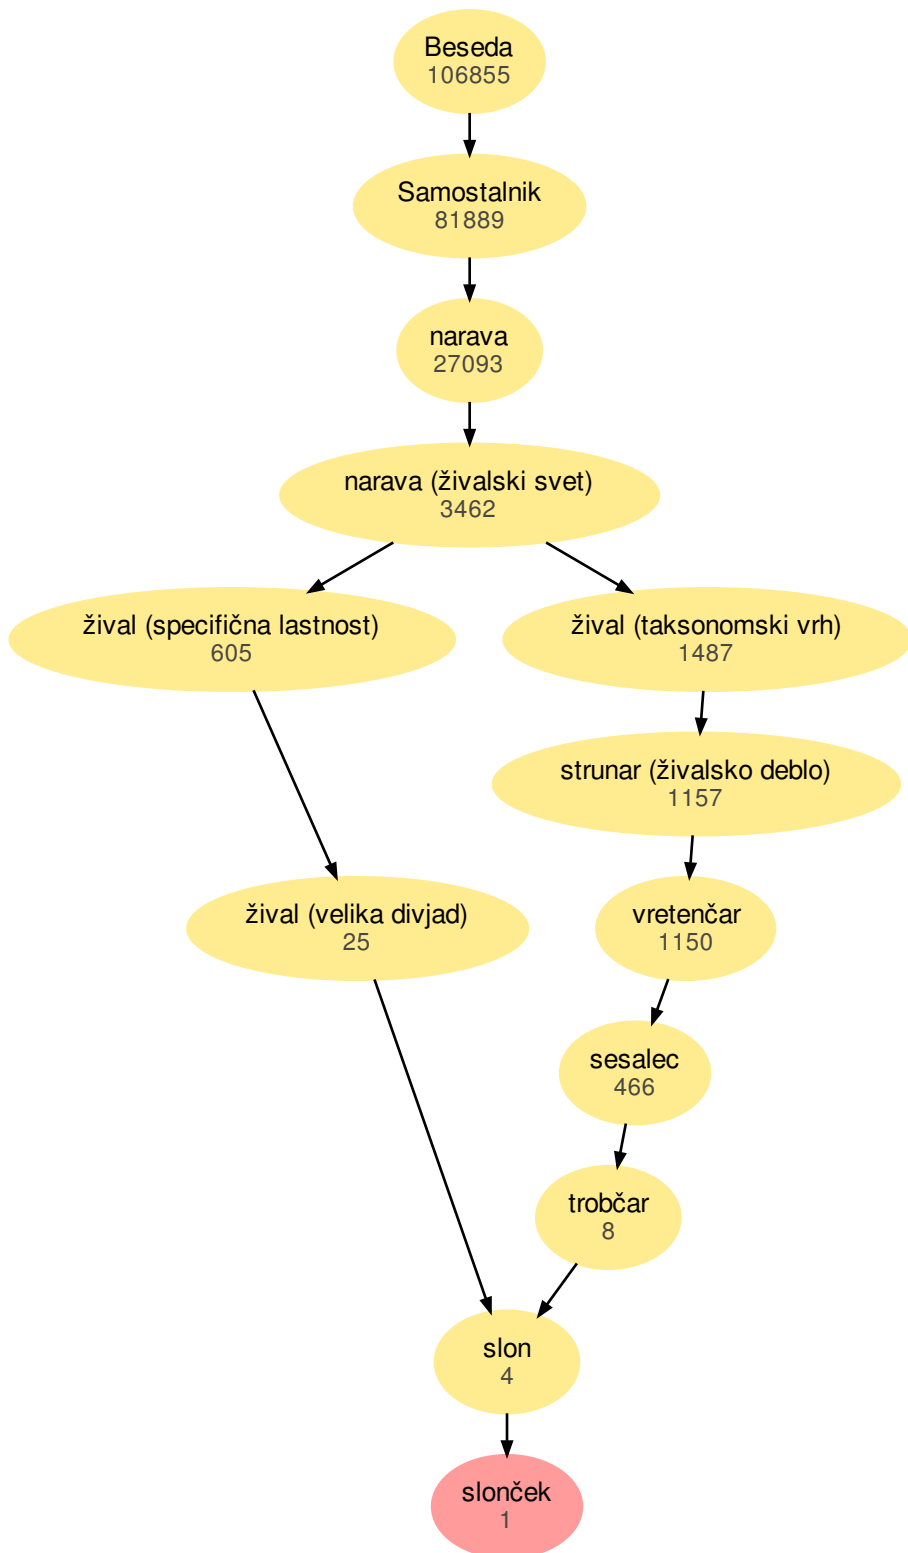 Beseda
106855
Samostalnik
81889
narava
27093
narava (živalski svet)
3462
žival (specifična lastnost)
605
žival (taksonomski vrh)
1487
strunar (živalsko deblo)
1157
žival (velika divjad)
25
vretenčar
1150
sesalec
466
trobčar
8
slon
4
slonček
1